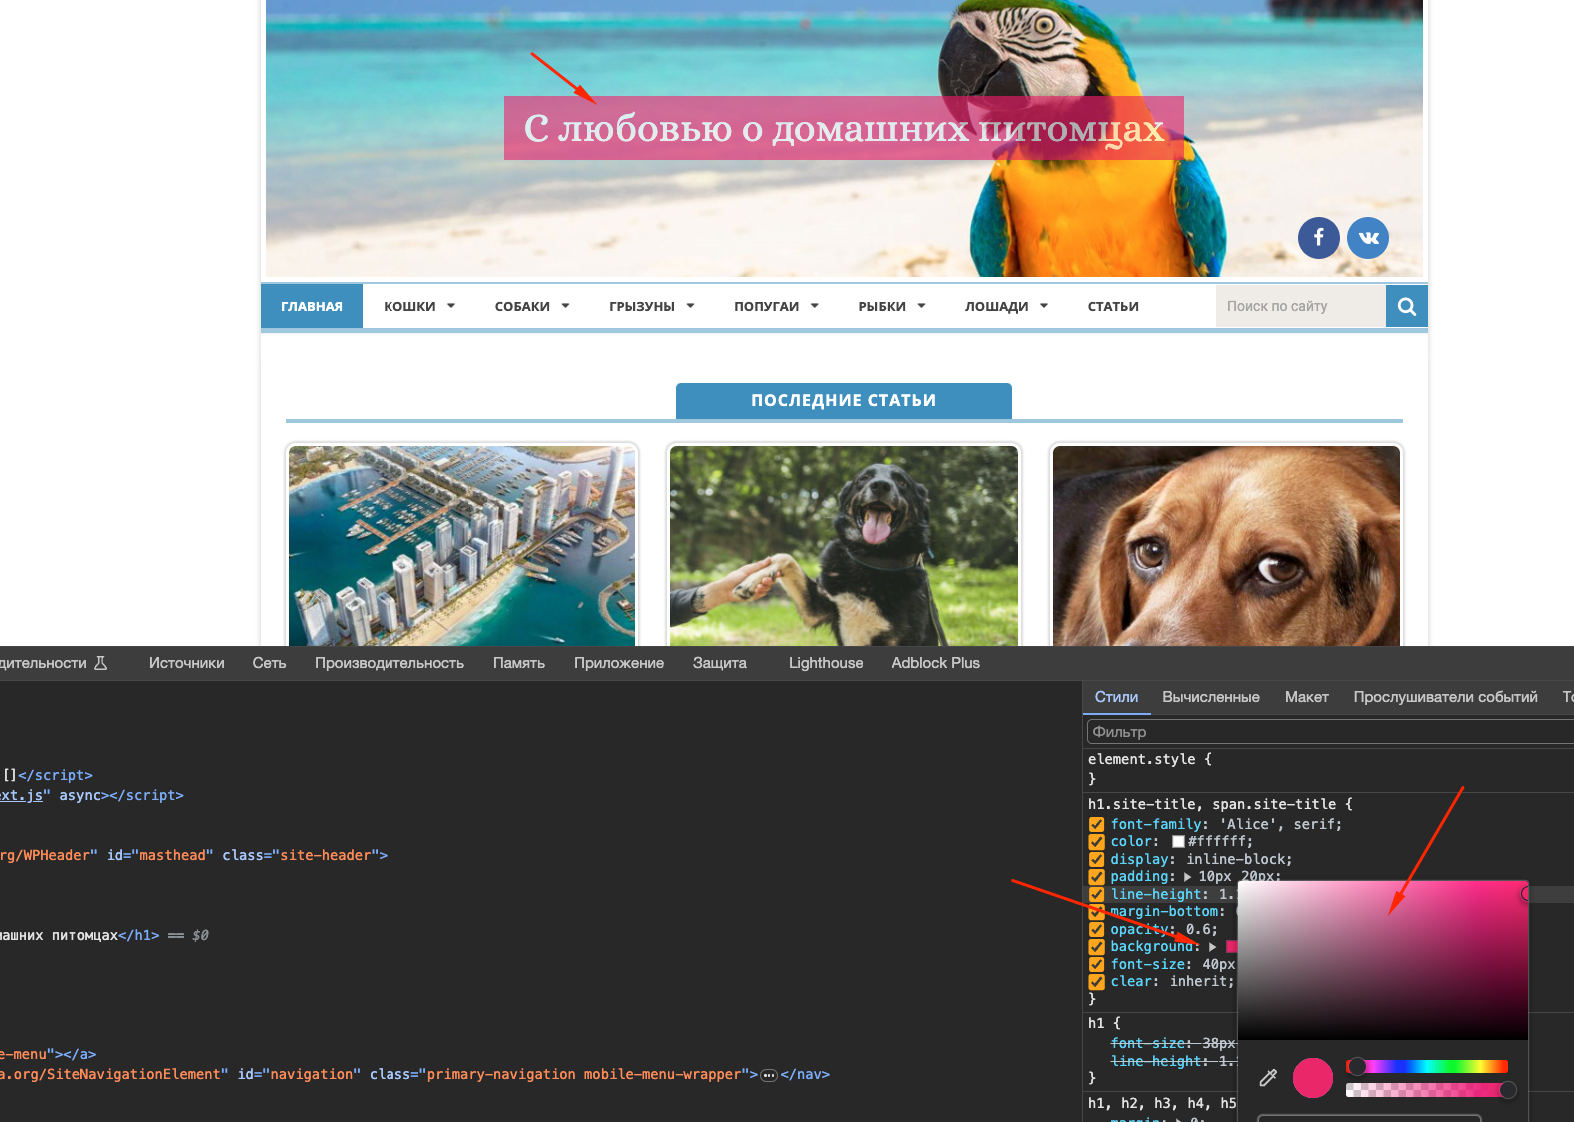 С любовью о домашних питомцах
ГЛАВНАЯ КОШКИ СОБАКИ ГРЫЗУНЫ ПОПУГАИ РЫБКИ ЛОШАДИ СТАТЬИ Поиск по сайту
ПОСЛЕДНИЕ СТАТЬИ
дительности Источники Сеть Производительность Память Приложение Защита Lighthouse Adblock Plus
[]</script>
ext.js" async></script>
rg/WPHeader" id="masthead" class="site-header">
машних питомцах</h1> == $0
e-menu"></a>
a.org/SiteNavigationElement" id="navigation" class="primary-navigation mobile-menu-wrapper">…</nav>
Стили Вычисленные Макет Прослушиватели событий То
Фильтр
element.style {
}
h1.site-title, span.site-title {
font-family: 'Alice', serif;
color: #ffffff;
display: inline-block;
padding: 10px 20px;
line-height: 1.
margin-bottom:
opacity: 0.6;
background:
font-size: 40px
clear: inherit;
}
h1 {
font-size: 38px
line-height: 1.
}
h1, h2, h3, h4, h5
margin: 0;